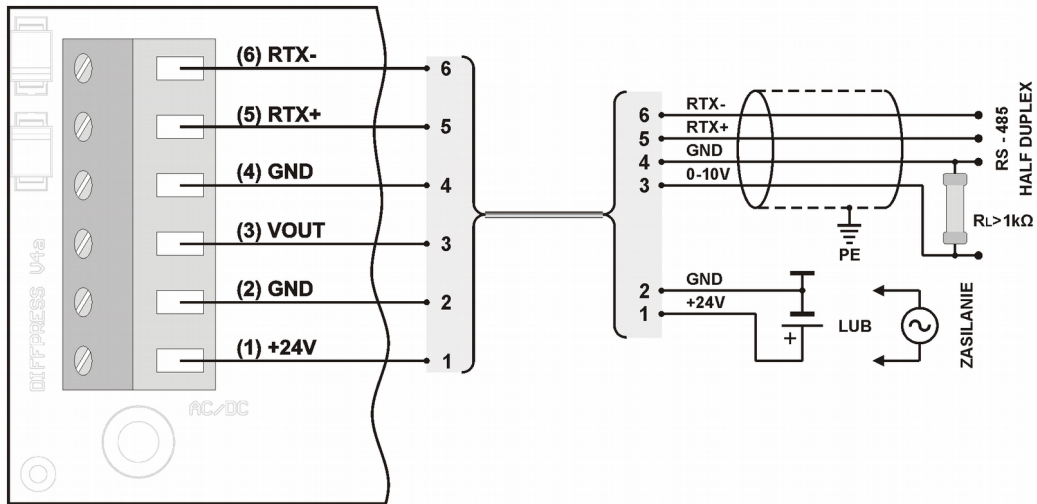 (6) RTX-
(5) RTX+
(4) GND
(3) VOUT
(2) GND
(1) +24V
DIFFPRESS V4a
AC/DC
6
5
4
3
2
1
6 RTX-
5 RTX+
4 GND
3 0-10V
2 GND
1 +24V
PE
+
LUB
RS - 485
HALF DUPLEX
RL>1kΩ
ZASILANIE